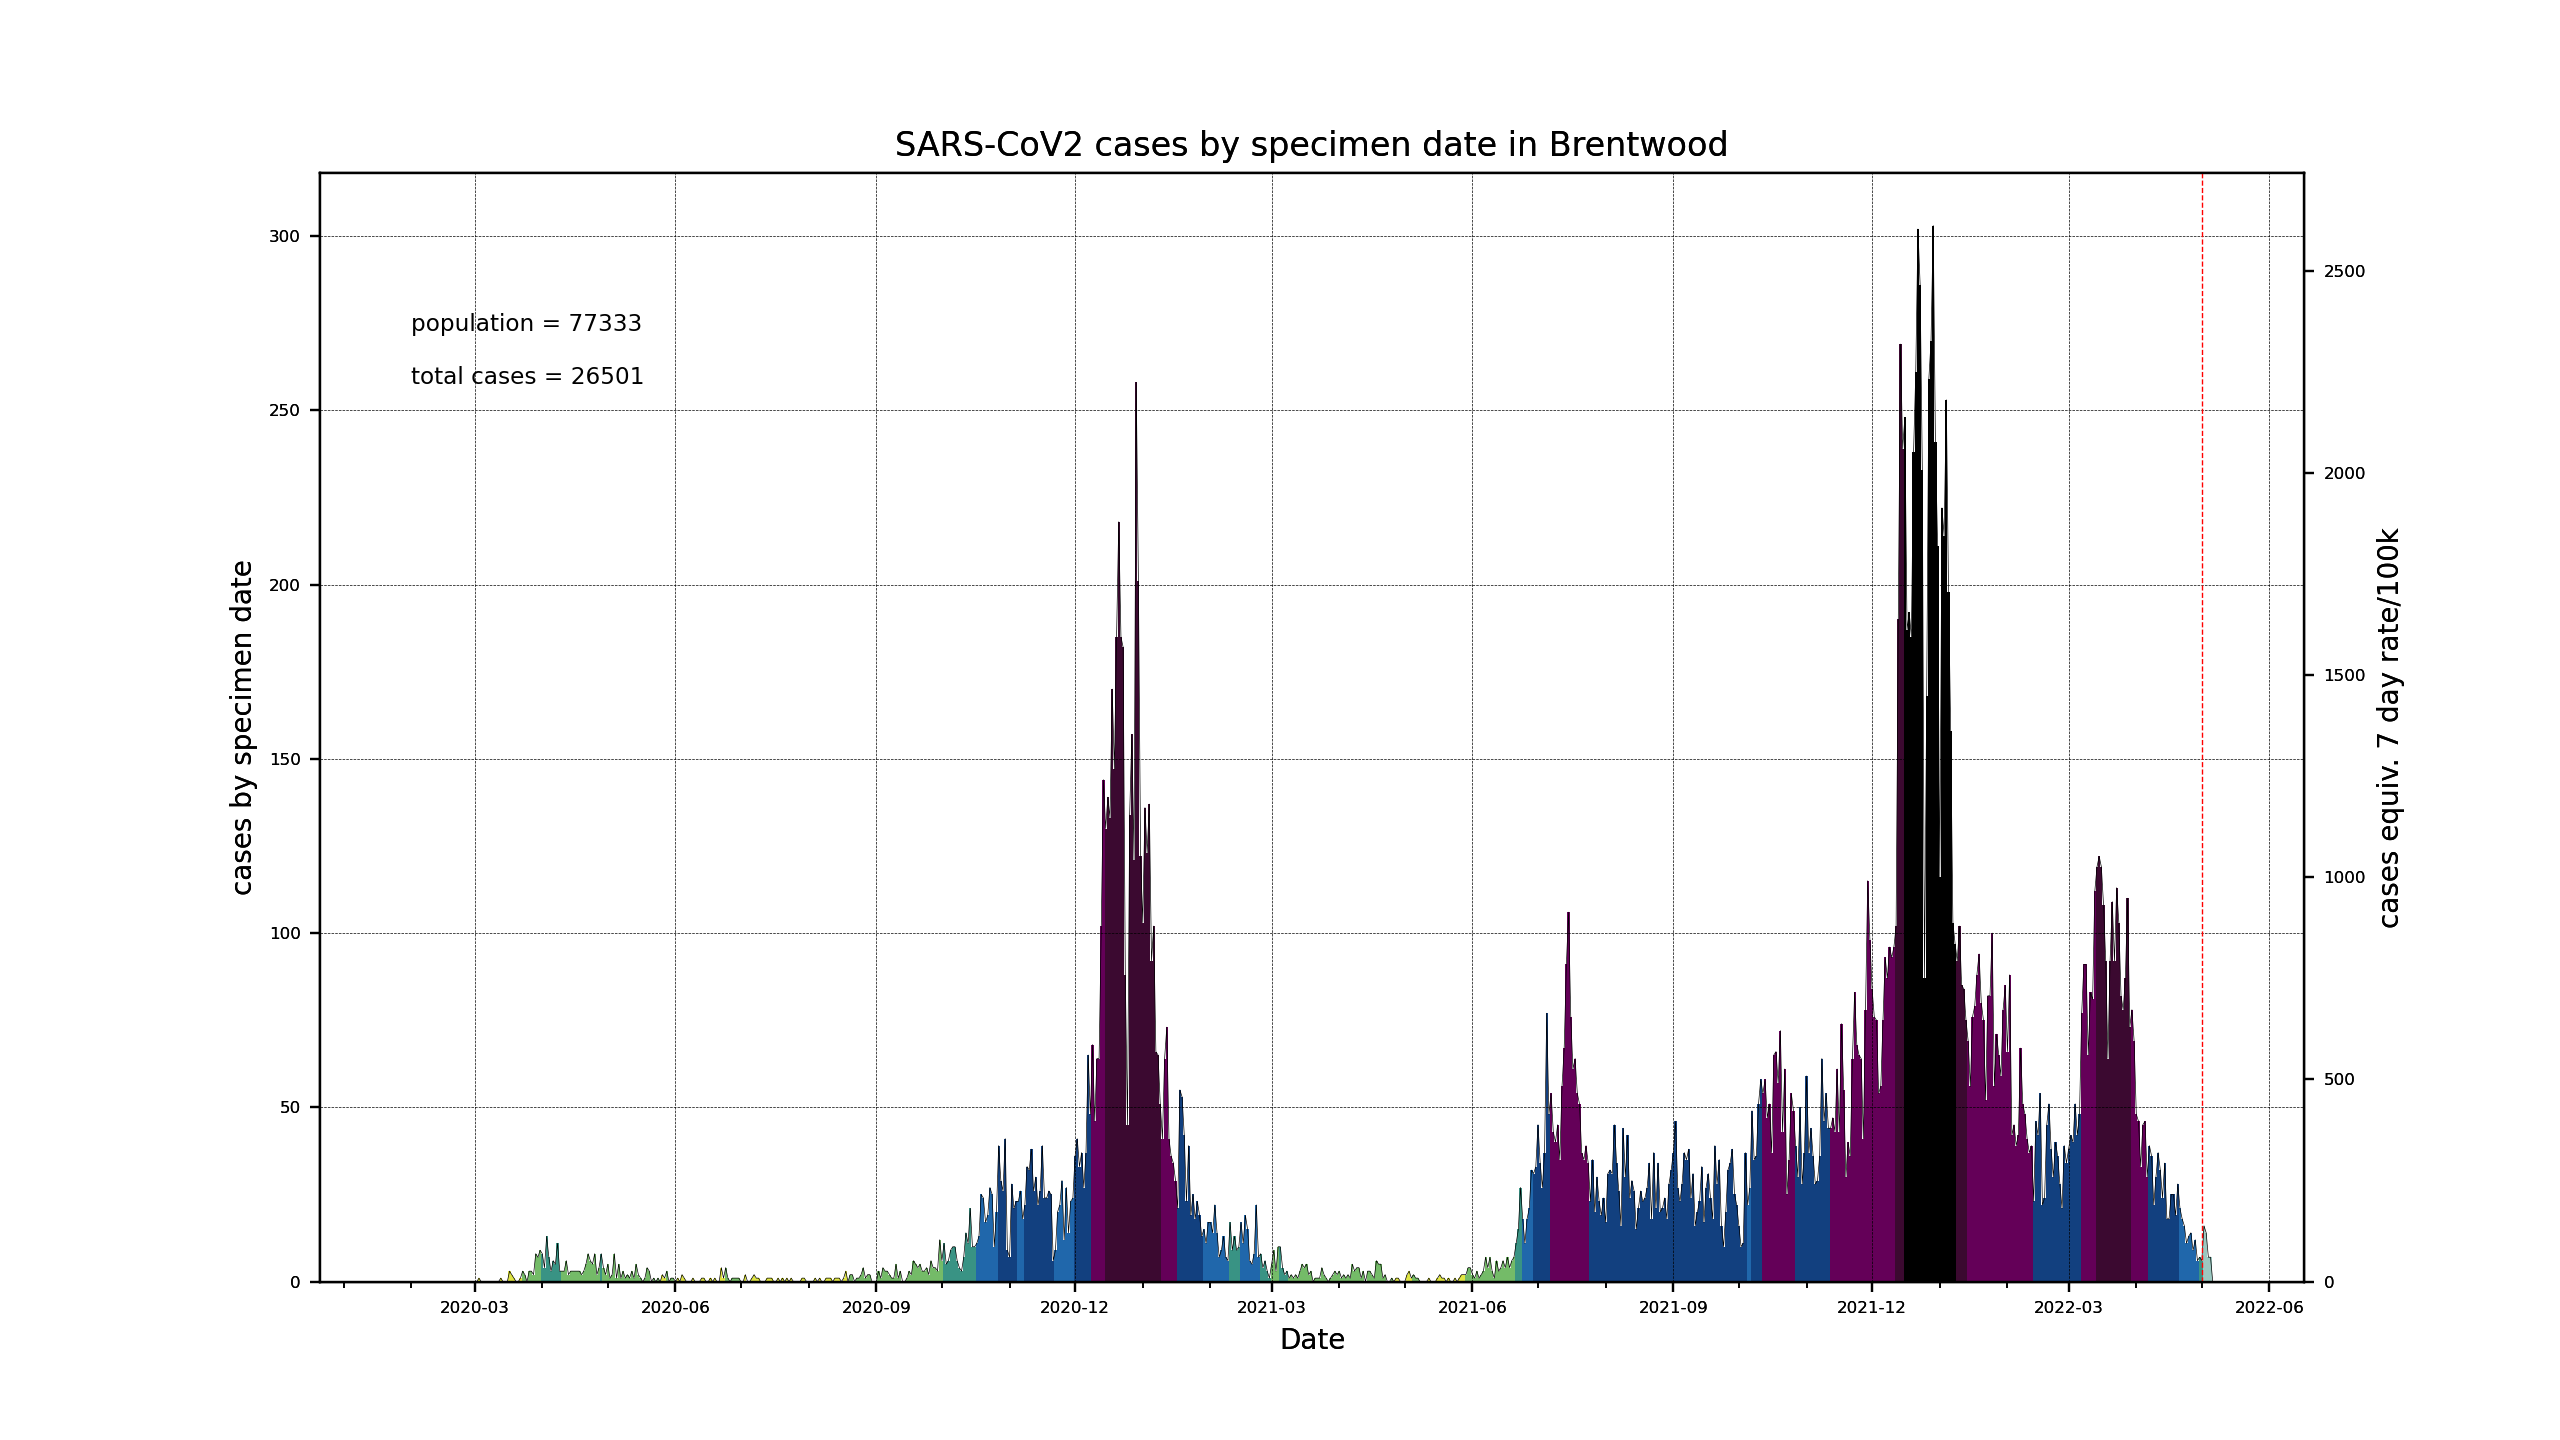 SARS-CoV2 cases by specimen date in Brentwood
population = 77333
total cases = 26501
cases by specimen date
300
250
200
150
100
50
0
2500
2000
1500
1000
500
0
cases equiv. 7 day rate/100k
2020-03 2020-06 2020-09 2020-12 2021-03 2021-06 2021-09 2021-12 2022-03 2022-06
Date